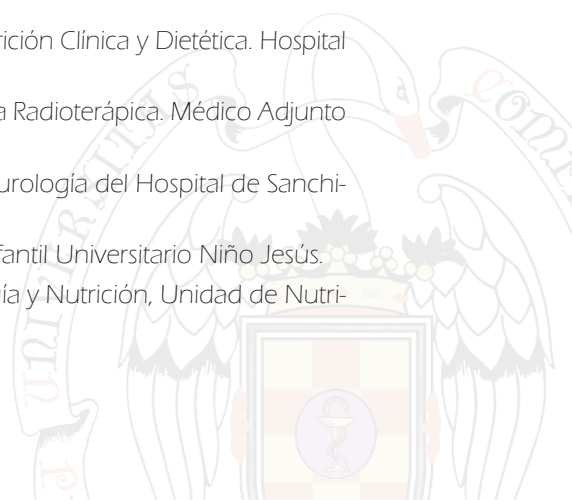 rición Clínica y Dietética. Hospital
a Radioterápica. Médico Adjunto
urología del Hospital de Sanchi-
fantil Universitario Niño Jesús.
ía y Nutrición, Unidad de Nutri-